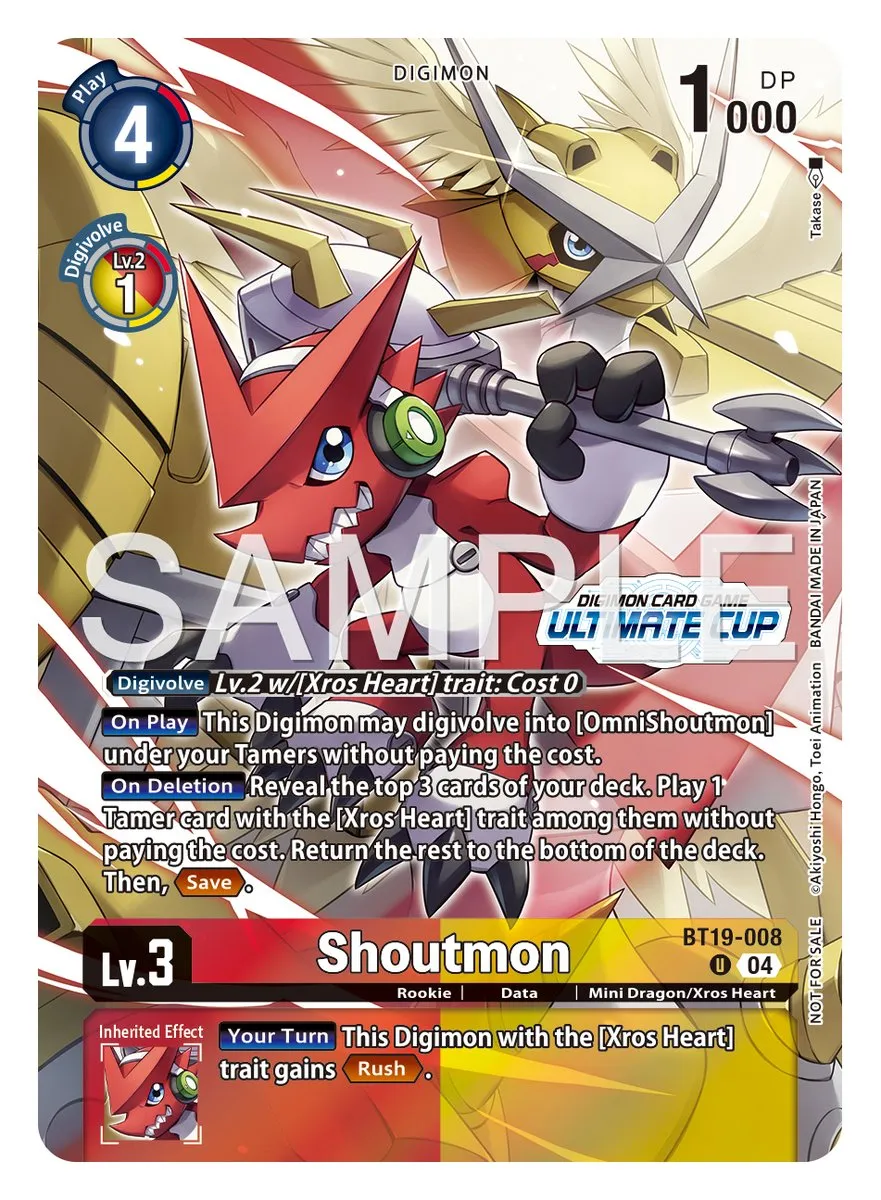 DIGIMON
Play
4
1000
DP
Digivolve
Lv.2
1
Takase
SAMPLE
DIGIMON CARD GAME
ULTIMATE CUP
Digivolve Lv.2 w/[Xros Heart] trait: Cost 0
On Play This Digimon may digivolve into [OmniShoutmon]
under your Tamers without paying the cost.
On Deletion Reveal the top 3 cards of your deck. Play 1
Tamer card with the [Xros Heart] trait among them without
paying the cost. Return the rest to the bottom of the deck.
Then, Save.
©Akiyoshi Hongo, Toei Animation BANDAI MADE IN JAPAN
NOT FOR SALE
Lv.3
Shoutmon
BT19-008
U 04
Rookie | Data | Mini Dragon/Xros Heart
Inherited Effect
Your Turn This Digimon with the [Xros Heart]
trait gains Rush.